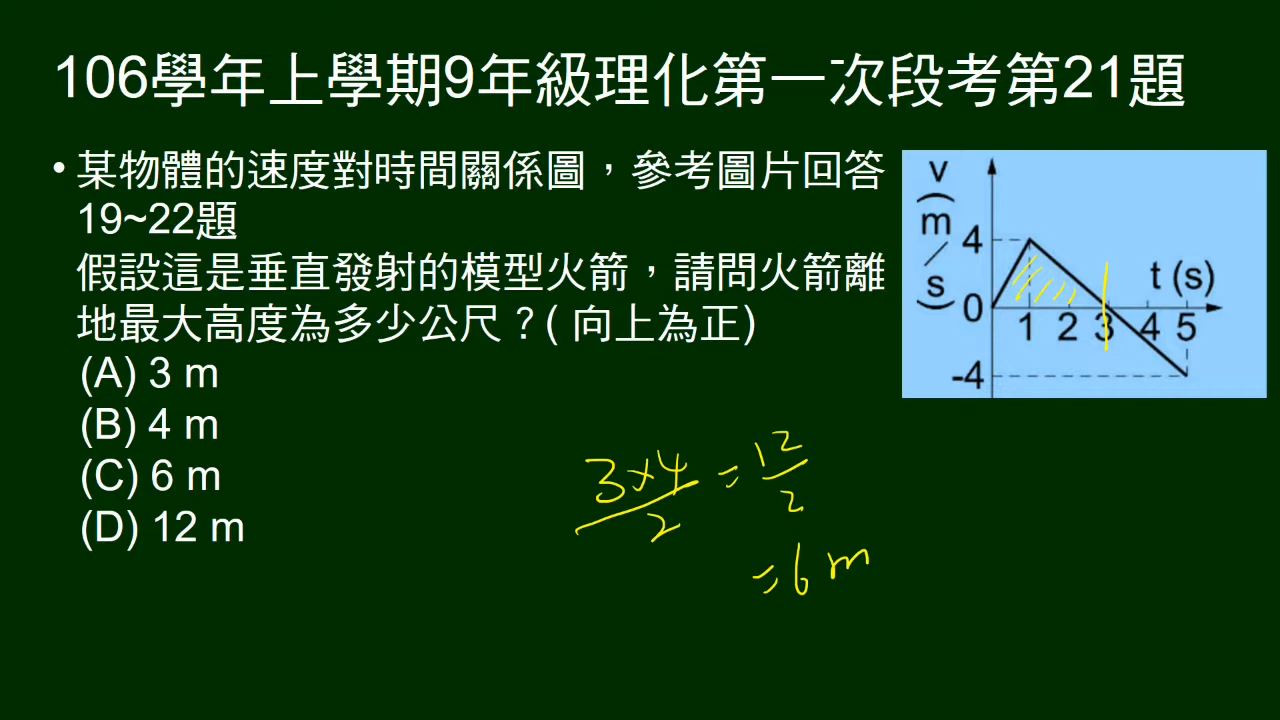 106學年上學期9年級理化第一次段考第21題
• 某物體的速度對時間關係圖，參考圖片回答
19~22題
假設這是垂直發射的模型火箭，請問火箭離
地最大高度為多少公尺？( 向上為正)
(A) 3 m
(B) 4 m
(C) 6 m
(D) 12 m
v
(m/s)
4
0
-4
t (s)
1 2 3 4 5
3×4/2 = 12/2
= 6 m